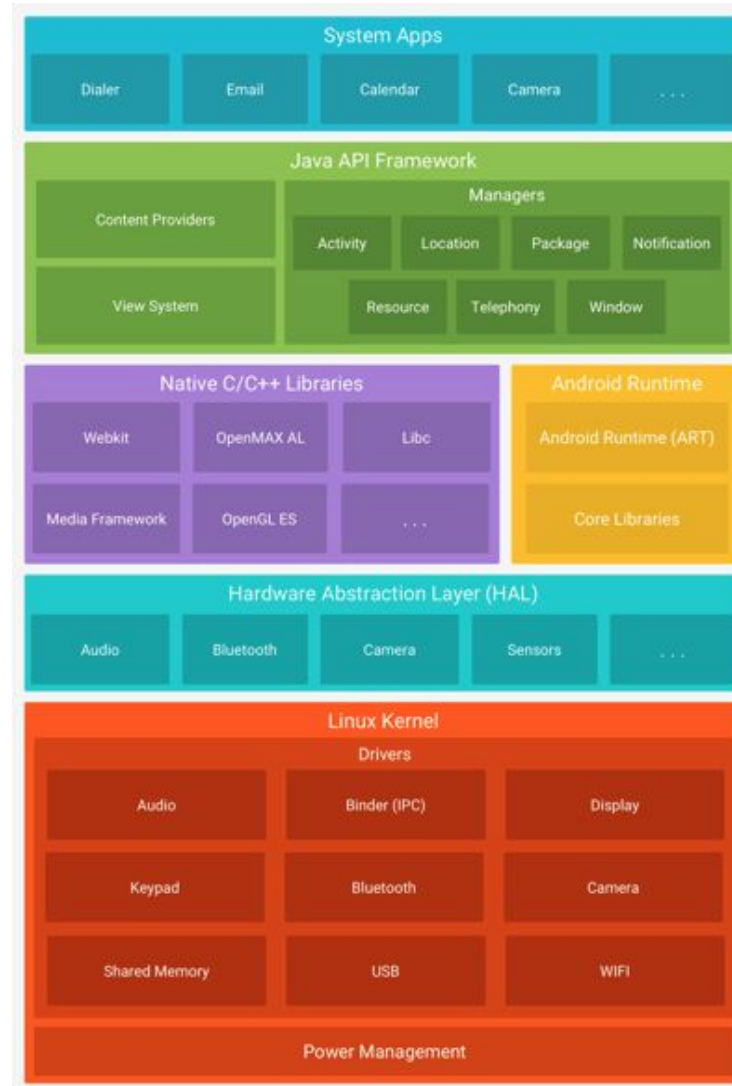 System Apps
Dialer
Email
Calendar
Camera
. . .
Java API Framework
Content Providers
View System
Managers
Activity
Location
Package
Notification
Resource
Telephony
Window
Native C/C++ Libraries
Webkit
OpenMAX AL
Libc
Media Framework
OpenGL ES
. . .
Android Runtime
Android Runtime (ART)
Core Libraries
Hardware Abstraction Layer (HAL)
Audio
Bluetooth
Camera
Sensors
. . .
Linux Kernel
Drivers
Audio
Binder (IPC)
Display
Keypad
Bluetooth
Camera
Shared Memory
USB
WIFI
Power Management